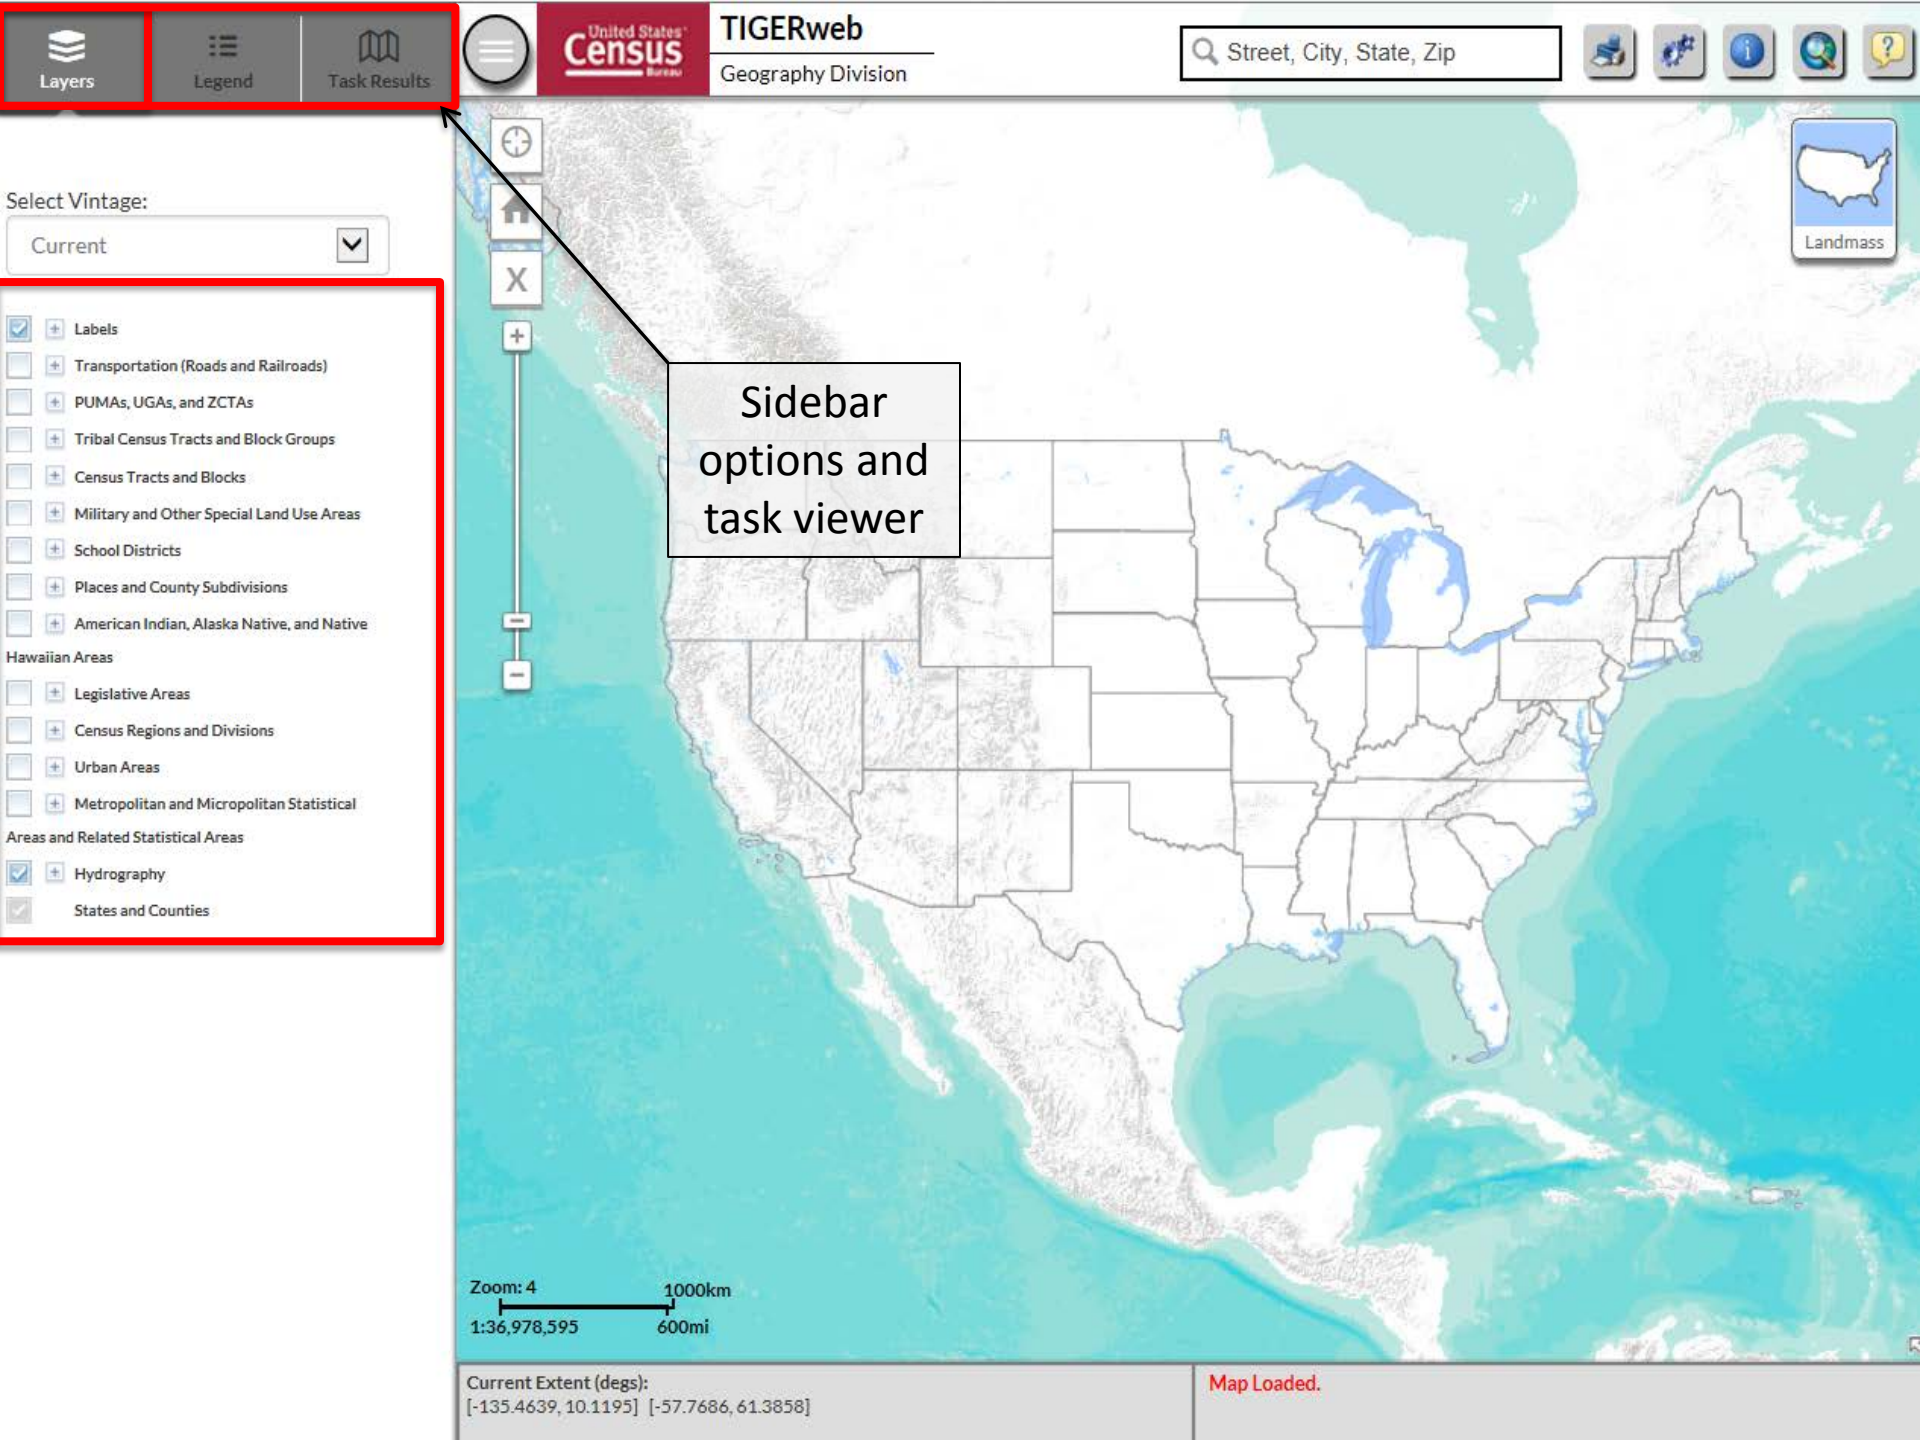 Layers
Legend
Task Results
United States®
Census
Bureau
TIGERweb
Geography Division
Street, City, State, Zip
Select Vintage:
Current
Labels
Transportation (Roads and Railroads)
PUMAs, UGAs, and ZCTAs
Tribal Census Tracts and Block Groups
Census Tracts and Blocks
Military and Other Special Land Use Areas
School Districts
Places and County Subdivisions
American Indian, Alaska Native, and Native
Hawaiian Areas
Legislative Areas
Census Regions and Divisions
Urban Areas
Metropolitan and Micropolitan Statistical
Areas and Related Statistical Areas
Hydrography
States and Counties
X
Landmass
Sidebar
options and
task viewer
Zoom: 4
1000km
1:36,978,595
600mi
Current Extent (degs):
[-135.4639, 10.1195] [-57.7686, 61.3858]
Map Loaded.